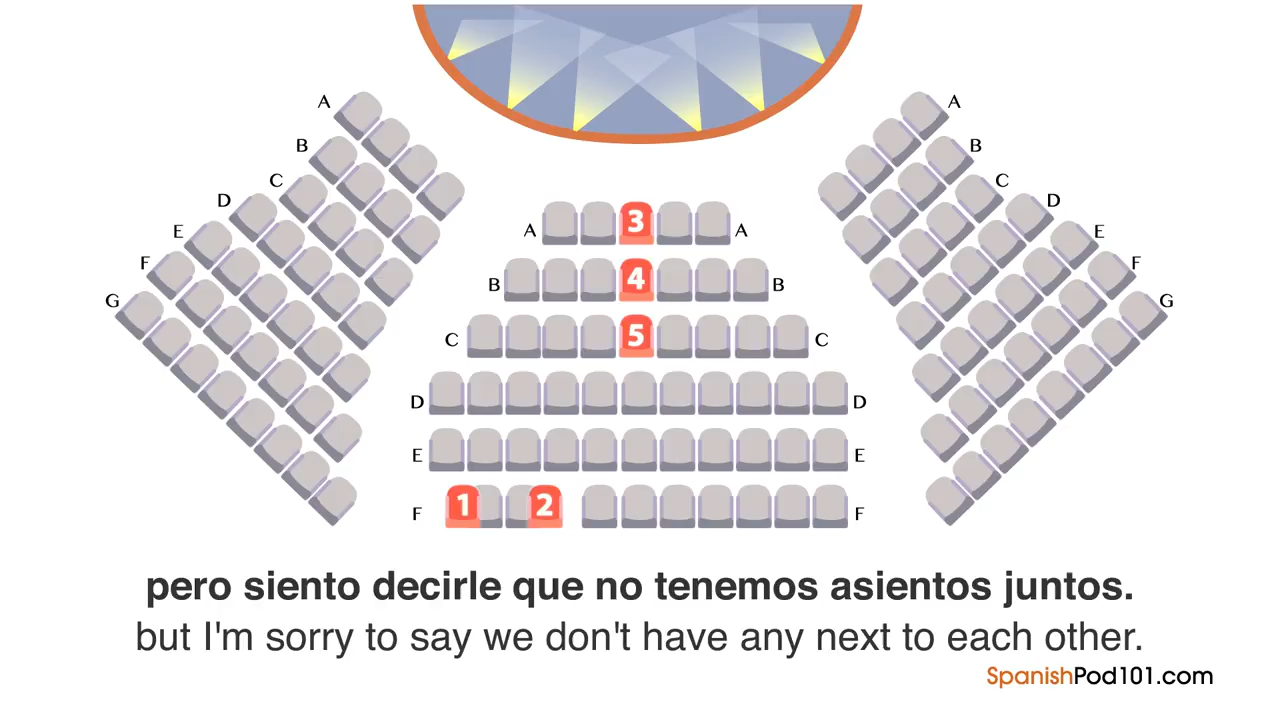 A A
B B
C C
D D
E E
F F
G G
A 3 A
B 4 B
C 5 C
D D
E E
F 1 2 F
pero siento decirle que no tenemos asientos juntos.
but I'm sorry to say we don't have any next to each other.
SpanishPod101.com